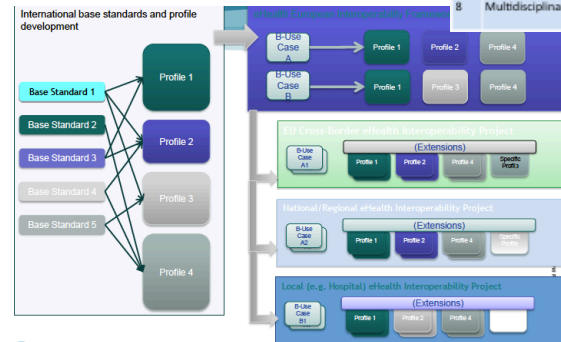 International base standards and profile
development
Base Standard 1
Base Standard 2
Base Standard 3
Base Standard 4
Base Standard 5
Profile 1
Profile 2
Profile 3
Profile 4
8 Multidisciplina
B-Use
Case
A
Profile 1
Profile 2
Profile 4
B-Use
Case
B
Profile 1
Profile 3
Profile 4
Cross-Border eHealth Interoperability Project
(Extensions)
B-Use
Case
A1
Profile 1
Profile 2
Profile 4
Specific
National/Regional eHealth Interoperability Project
(Extensions)
B-Use
Case
A2
Profile 1
Profile 2
Profile 4
Local (e.g. Hospital) eHealth Interoperability Project
(Extensions)
B-Use
Case
B1
Profile 1
Profile 2
Profile 4